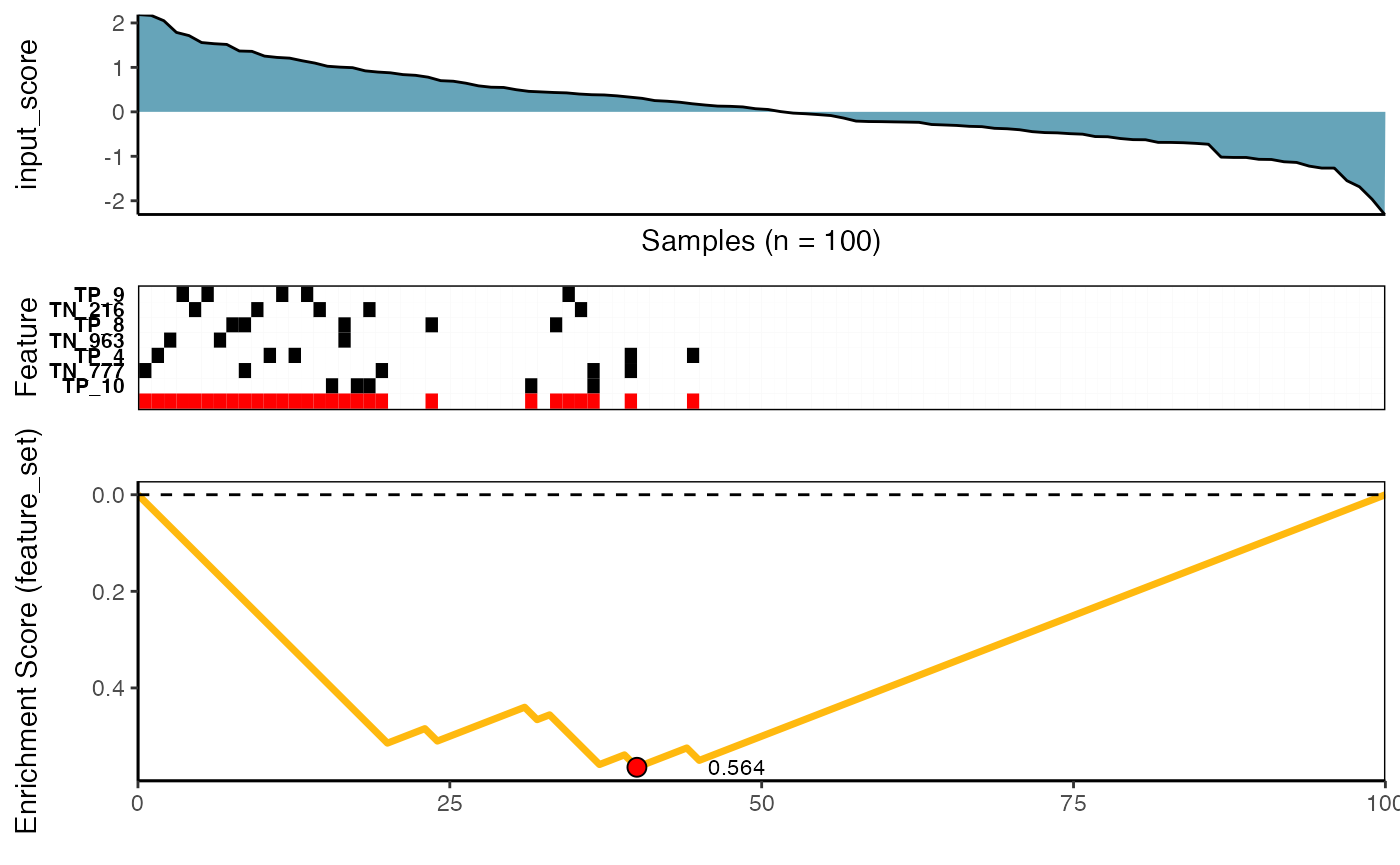 input_score
2
1
0
-1
-2
Samples (n = 100)
Feature
TP_9
TN_216
TP_8
TN_963
TP_4
TN_777
TP_10
Enrichment Score (feature_set)
0.0
0.2
0.4
0.564
0
25
50
75
100